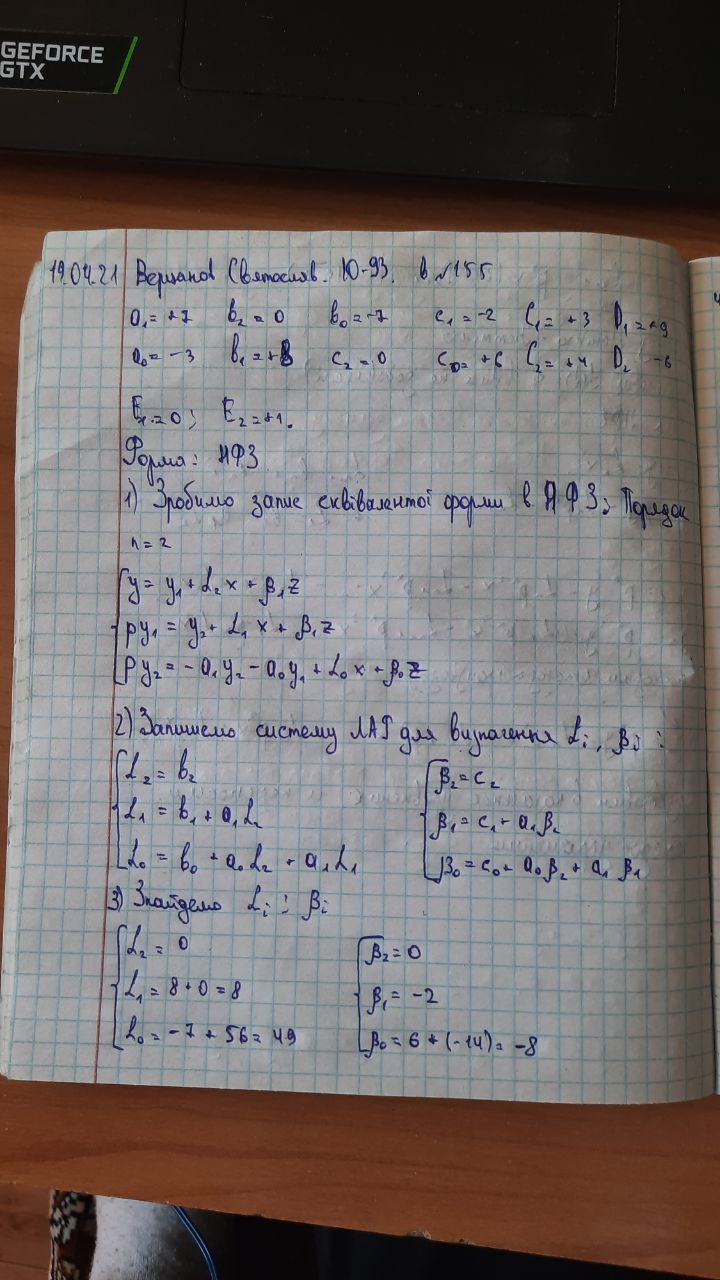 GEFORCE
GTX
19.04.21 Верцанов Святослав. Ю-93. в №155
a₁=+7 b₂=0 b₀=-7 c₁=-2 C₁=+3 D₁=+9
a₀=-3 b₁=+8 c₂=0 c₀=+6 C₂=+4 D₂ -6
E₁=0; E₂=+1.
Форма: НФЗ
1) Зробимо запис еквівалентої форми в НФЗ; Порядок
n=2
y = y₁ + L₂x + β₁z
py₁ = y₂ + L₁x + β₁z
py₂ = -a₁y₂ - a₀y₁ + L₀x + β₀z
2) Запишемо систему ЛАГ для визначення Lᵢ, βᵢ:
L₂ = b₂ β₂ = c₂
L₁ = b₁ + a₁L₂ β₁ = c₁ + a₁β₂
L₀ = b₀ + a₀L₂ + a₁L₁ β₀ = c₀ + a₀β₂ + a₁β₁
3) Знайдемо Lᵢ; βᵢ
L₂ = 0 β₂ = 0
L₁ = 8+0 = 8 β₁ = -2
L₀ = -7 + 56 = 49 β₀ = 6 + (-14) = -8